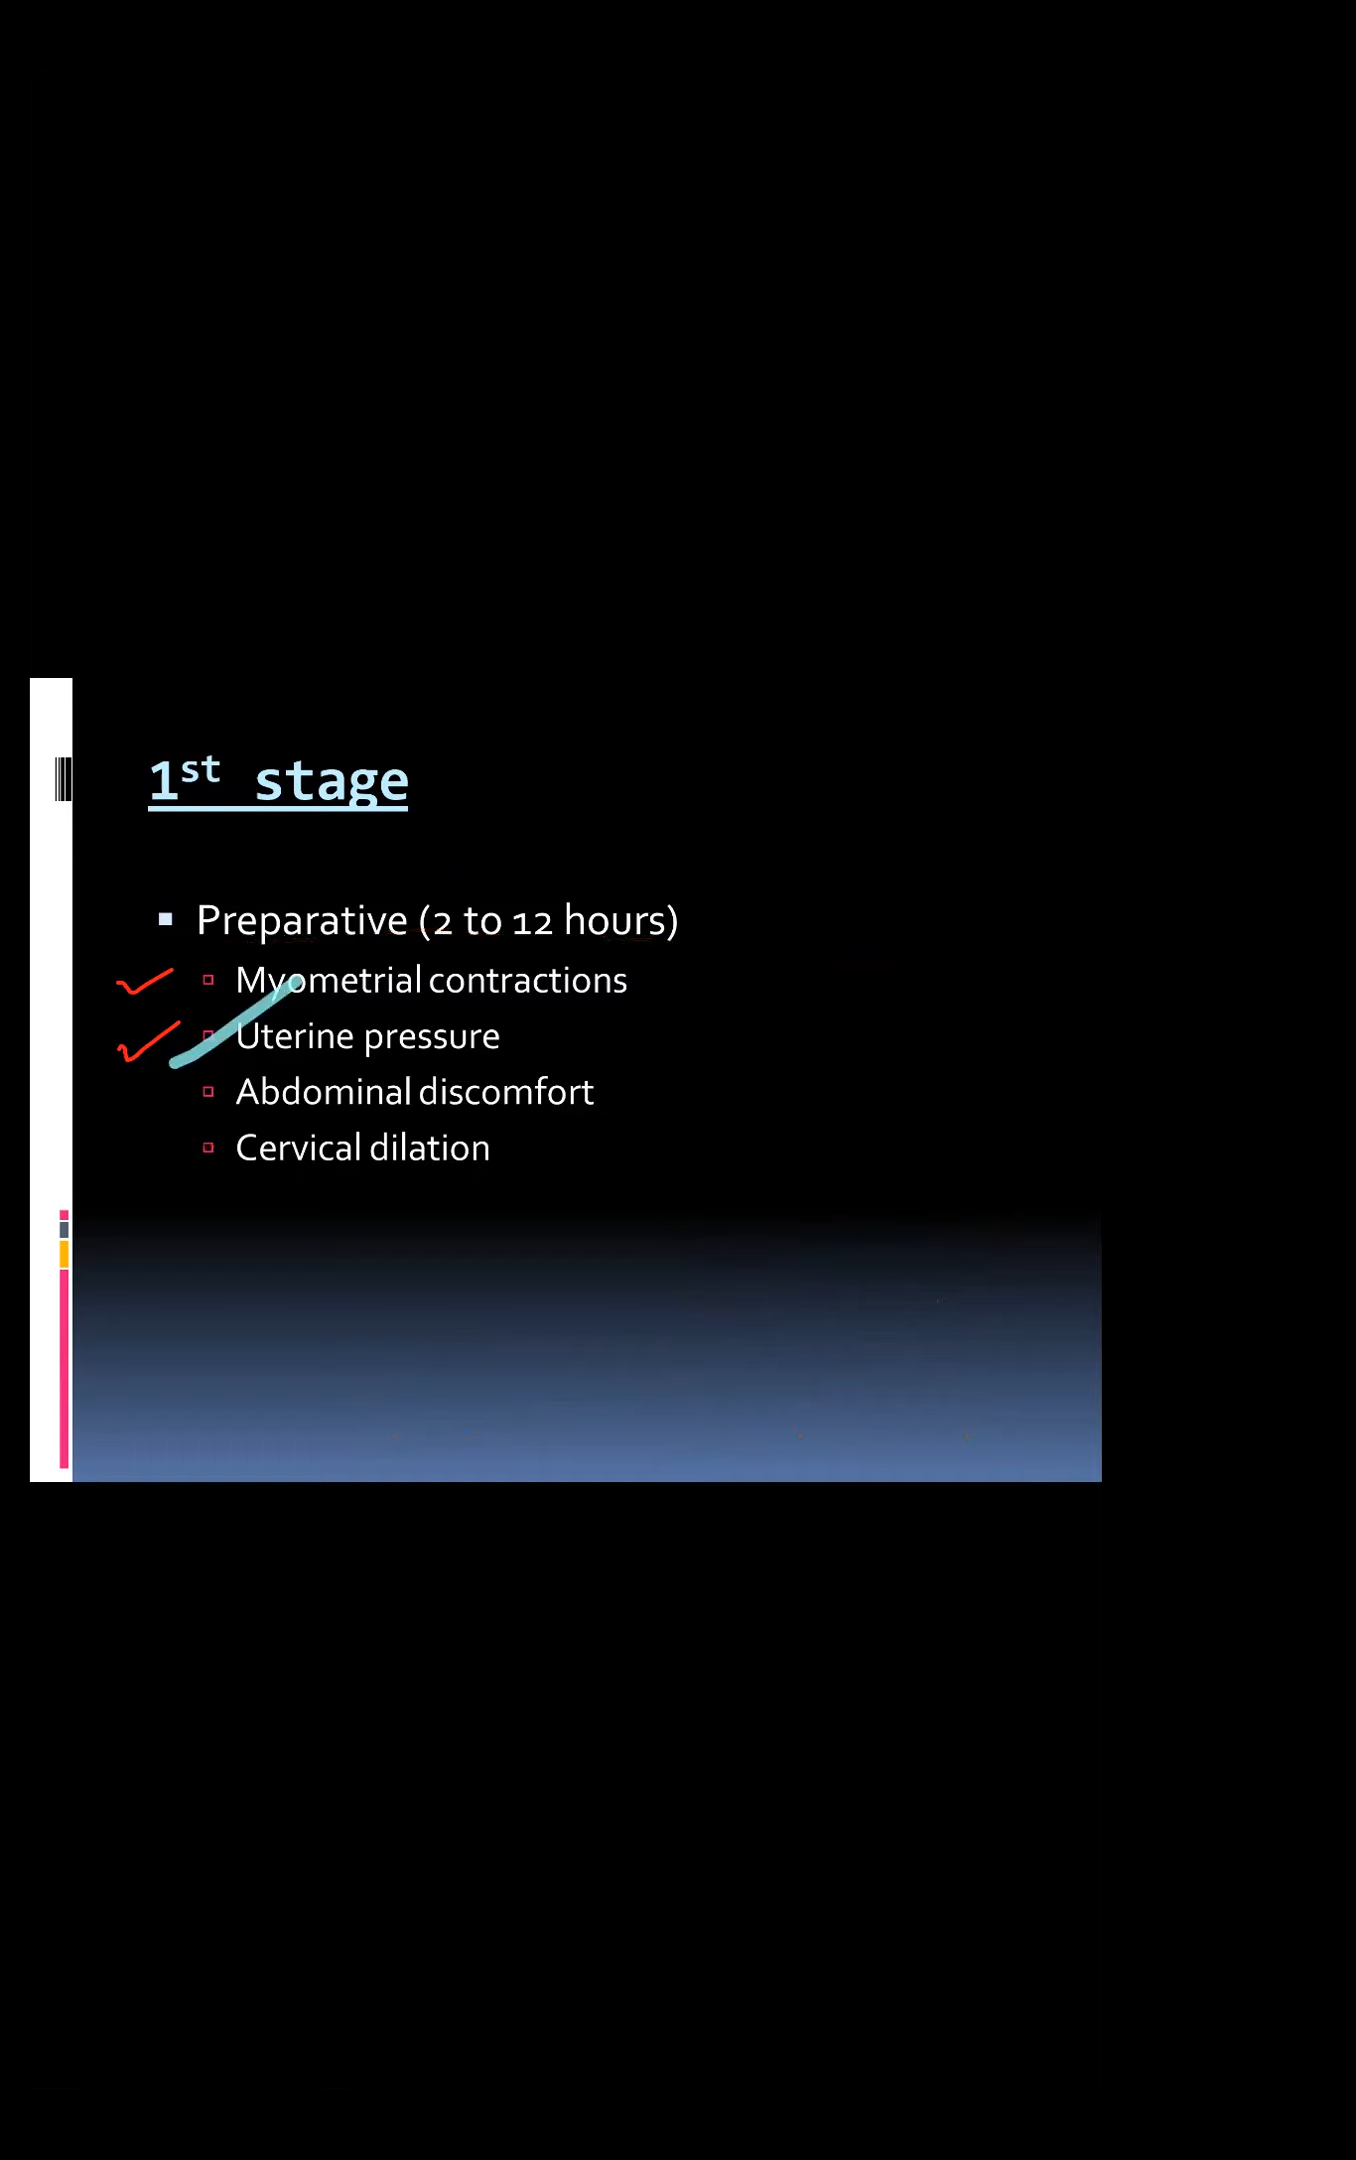 1st stage
Preparative (2 to 12 hours)
Myometrial contractions
Uterine pressure
Abdominal discomfort
Cervical dilation